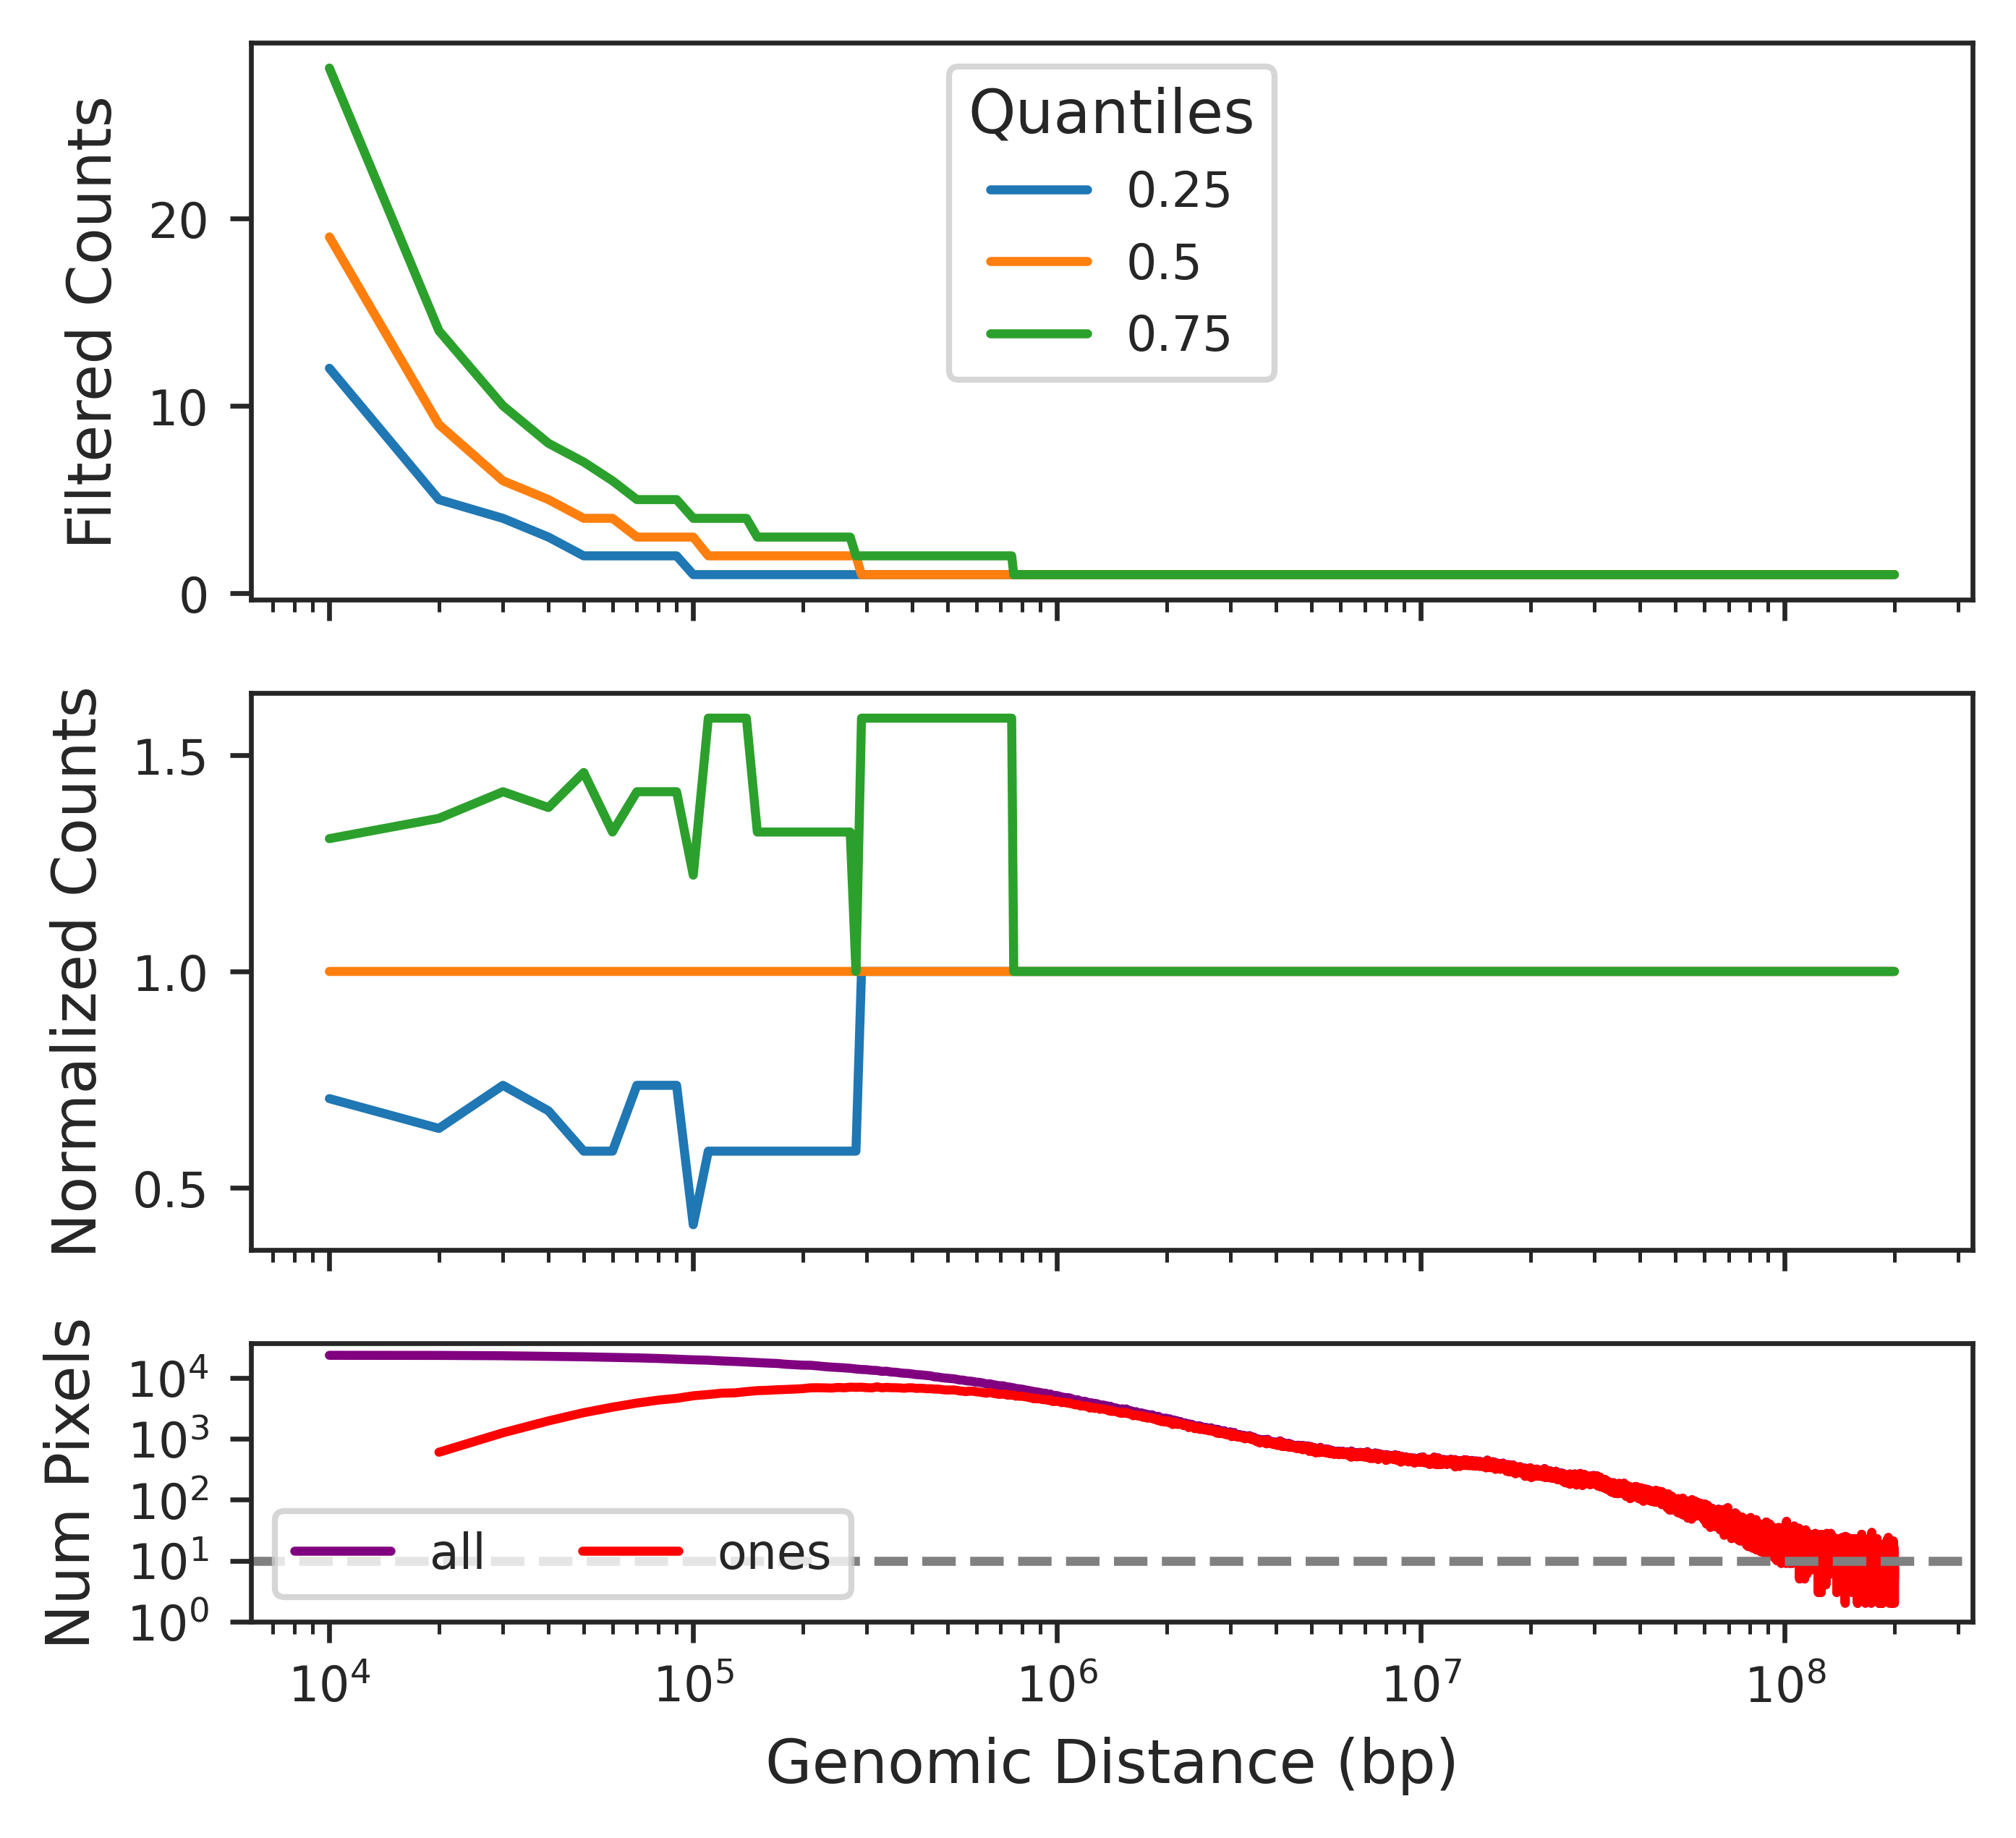 Filtered Counts
20
10
0
Quantiles
0.25
0.5
0.75
Normalized Counts
1.5
1.0
0.5
Num Pixels
10⁴
10³
10²
10¹
10⁰
all ones
10⁴ 10⁵ 10⁶ 10⁷ 10⁸
Genomic Distance (bp)